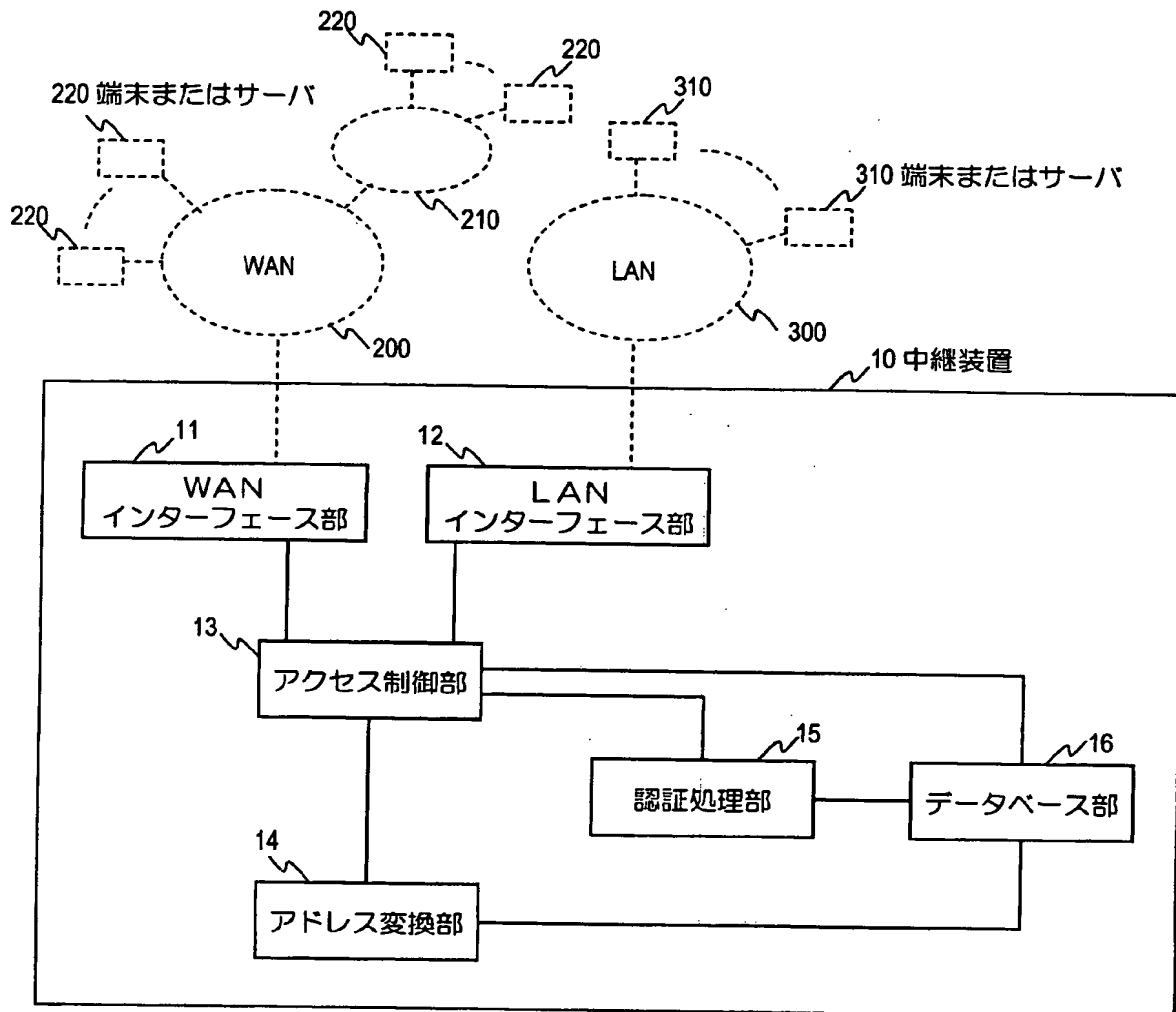 220
220
220 端末またはサーバ
310
310 端末またはサーバ
220
210
WAN
LAN
200
300
10 中継装置
11
12
WAN
インターフェース部
LAN
インターフェース部
13
アクセス制御部
15
16
認証処理部
データベース部
14
アドレス変換部